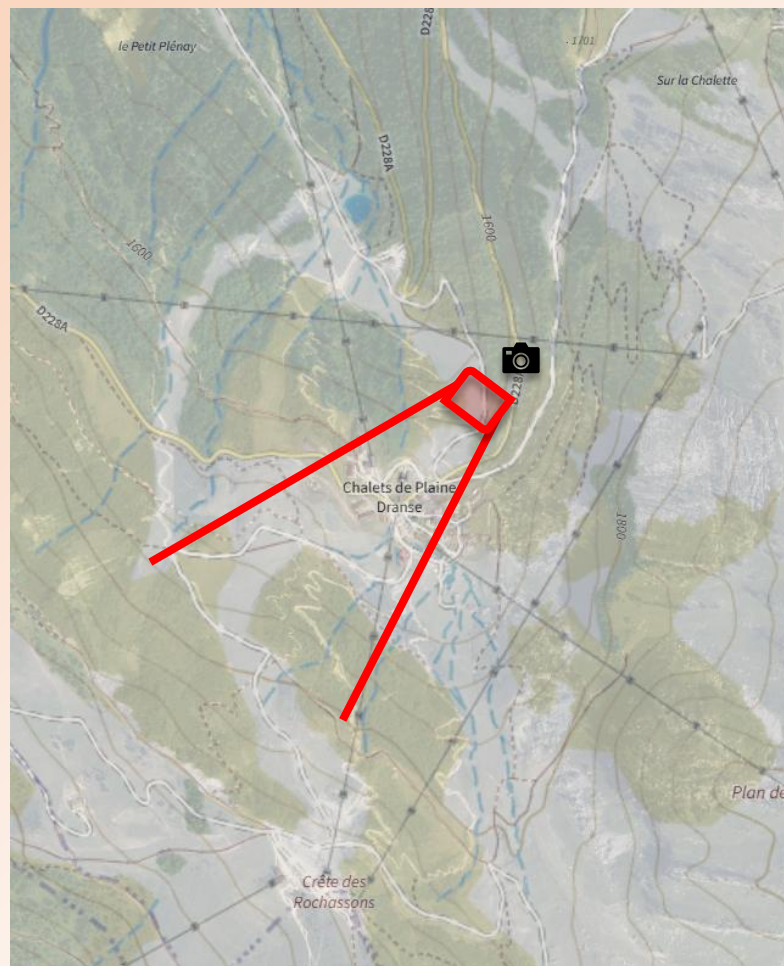 le Petit Plénay
D228
1701
Sur la Chalette
D228A
1600
1600
D228A
D228A
Chalets de Plaine
Dranse
1800
Plan de
Crête des
Rochassons